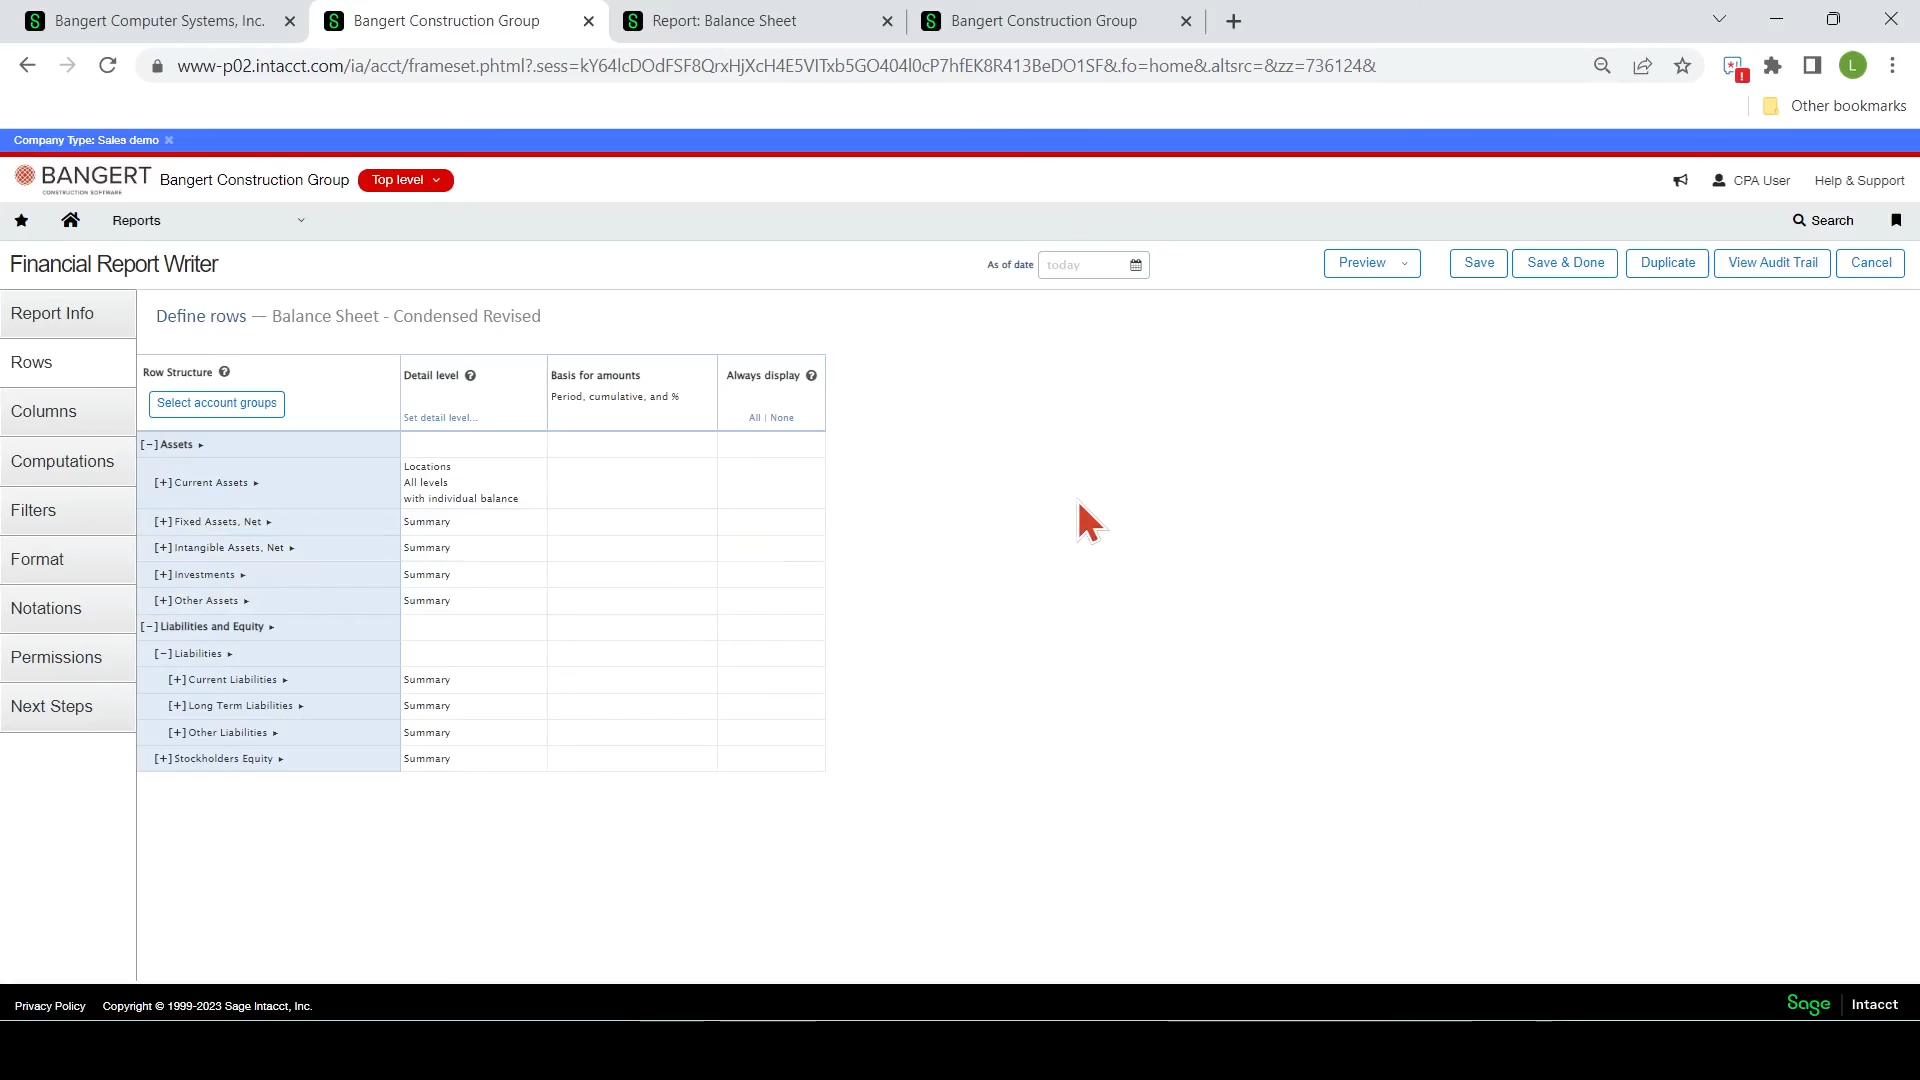 Bangert Computer Systems, Inc.
Bangert Construction Group
Report: Balance Sheet
Bangert Construction Group
www-p02.intacct.com/ia/acct/frameset.phtml?.sess=kY64lcDOdFSF8QrxHjXcH4E5VITxb5GO404l0cP7hfEK8R413BeDO1SF&.fo=home&.altsrc=&zz=736124&
L
Other bookmarks
Company Type: Sales demo
BANGERT
CONSTRUCTION SOFTWARE
Bangert Construction Group
Top level
CPA User
Help & Support
Reports
Search
Financial Report Writer
As of date
today
Preview
Save
Save & Done
Duplicate
View Audit Trail
Cancel
Report Info
Rows
Columns
Computations
Filters
Format
Notations
Permissions
Next Steps
Define rows — Balance Sheet - Condensed Revised
Row Structure
Select account groups
Detail level
Set detail level...
Basis for amounts
Period, cumulative, and %
Always display
All | None
[-] Assets
[+] Current Assets
Locations
All levels
with individual balance
[+] Fixed Assets, Net
Summary
[+] Intangible Assets, Net
Summary
[+] Investments
Summary
[+] Other Assets
Summary
[-] Liabilities and Equity
[-] Liabilities
[+] Current Liabilities
Summary
[+] Long Term Liabilities
Summary
[+] Other Liabilities
Summary
[+] Stockholders Equity
Summary
Privacy Policy
Copyright © 1999-2023 Sage Intacct, Inc.
Sage
Intacct